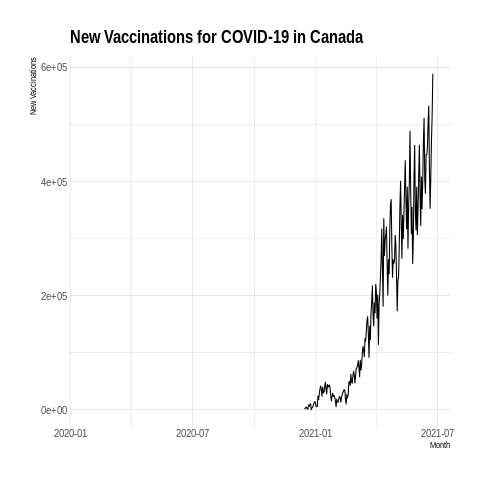 New Vaccinations for COVID-19 in Canada
New Vaccinations
6e+05
4e+05
2e+05
0e+00
2020-01
2020-07
2021-01
2021-07
Month